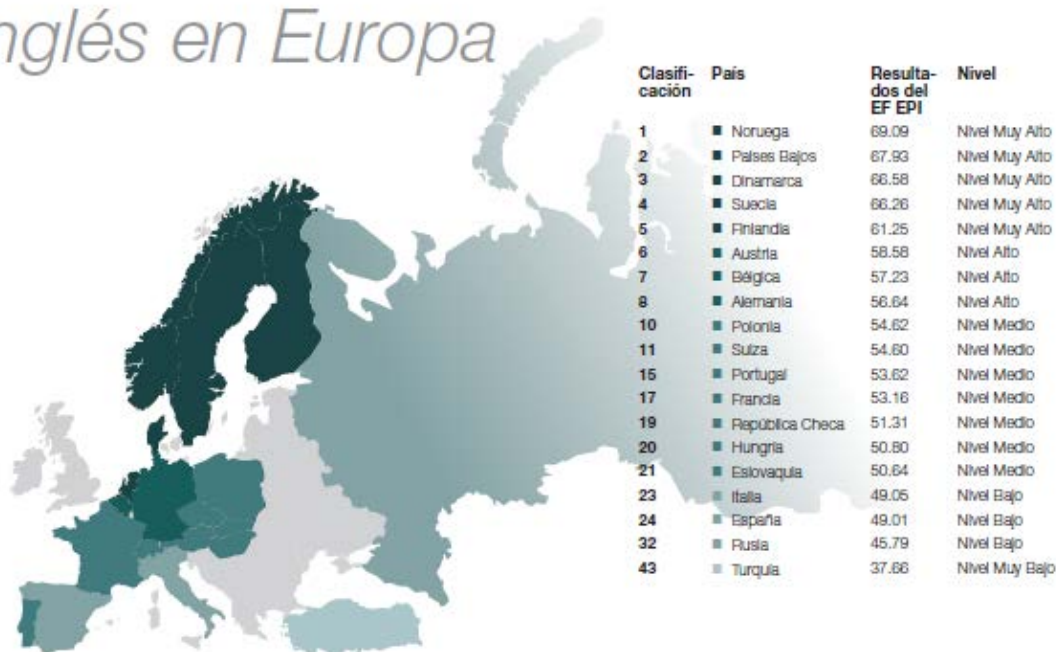 nglés en Europa
Clasifi- País Resulta- Nivel
cación dos del
EF EPI
1 Noruega 69.09 Nivel Muy Alto
2 Países Bajos 67.93 Nivel Muy Alto
3 Dinamarca 66.58 Nivel Muy Alto
4 Suecia 66.26 Nivel Muy Alto
5 Finlandia 61.25 Nivel Muy Alto
6 Austria 58.58 Nivel Alto
7 Bélgica 57.23 Nivel Alto
8 Alemania 56.64 Nivel Alto
10 Polonia 54.62 Nivel Medio
11 Suiza 54.60 Nivel Medio
15 Portugal 53.62 Nivel Medio
17 Francia 53.16 Nivel Medio
19 República Checa 51.31 Nivel Medio
20 Hungría 50.80 Nivel Medio
21 Eslovaquia 50.64 Nivel Medio
23 Italia 49.05 Nivel Bajo
24 España 49.01 Nivel Bajo
32 Rusia 45.79 Nivel Bajo
43 Turquía 37.66 Nivel Muy Bajo